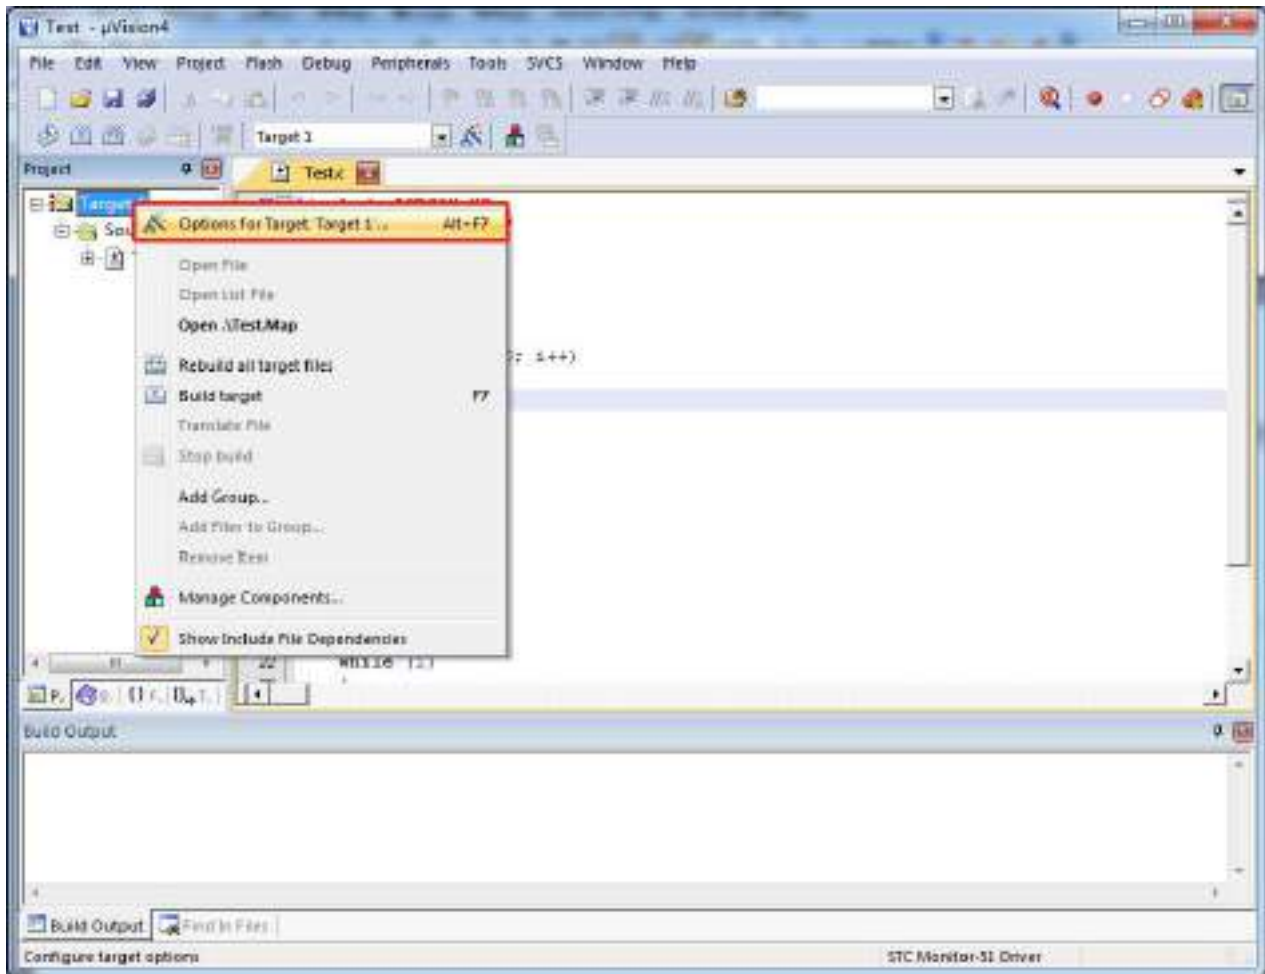 Test - µVision4
File Edit View Project Flash Debug Peripherals Tools SVCS Window Help
Target 1
Project
Test.c
Target
Sou
Options for Target 'Target 1'... Alt+F7
Open File
Open List File
Open .\Test.Map
Rebuild all target files
; i++)
Build target F7
Translate File
Stop build
Add Group...
Add Files to Group...
Remove Item
Manage Components...
Show Include File Dependencies
22 while (1)
Build Output
Build Output Find In Files
Configure target options STC Monitor-51 Driver